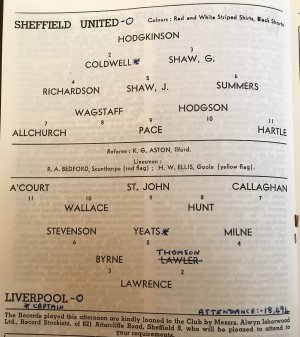 SHEFFIELD UNITED -0 Colours : Red and White Striped Shirts, Black Shorts
HODGKINSON
2 3
COLDWELL* SHAW, G.
4 5 6
RICHARDSON SHAW, J. SUMMERS
8 10
WAGSTAFF HODGSON
7 9 11
ALLCHURCH PACE HARTLE
Referee : K. G. ASTON, Ilford.
Linesmen :
R. A. BEDFORD, Scunthorpe (red flag) ; H. W. ELLIS, Goole (yellow flag).
A'COURT ST. JOHN CALLAGHAN
11 10 7
WALLACE HUNT
9 8
STEVENSON YEATS* MILNE
6 5 4
THOMSON
BYRNE LAWLER
3 2
LAWRENCE
LIVERPOOL -0
* CAPTAIN ATTENDANCE:- 18,494
The Records played this afternoon are kindly loaned to the Club by Messrs. Alwyn Isherwood
Ltd., Record Stockists, of 621 Attercliffe Road, Sheffield 9, who will be pleased to attend to
your requirements.